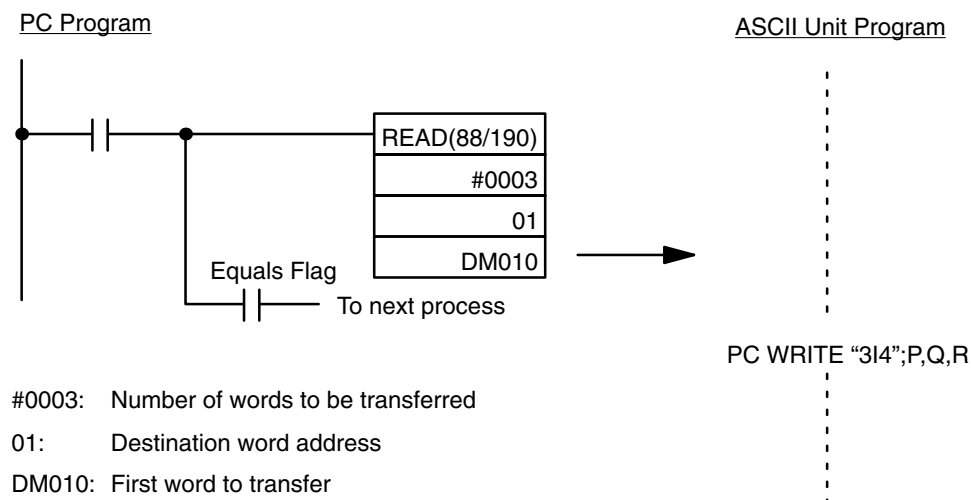 PC Program
ASCII Unit Program
READ(88/190)
#0003
01
DM010
Equals Flag
To next process
PC WRITE “3I4”;P,Q,R
#0003: Number of words to be transferred
01: Destination word address
DM010: First word to transfer